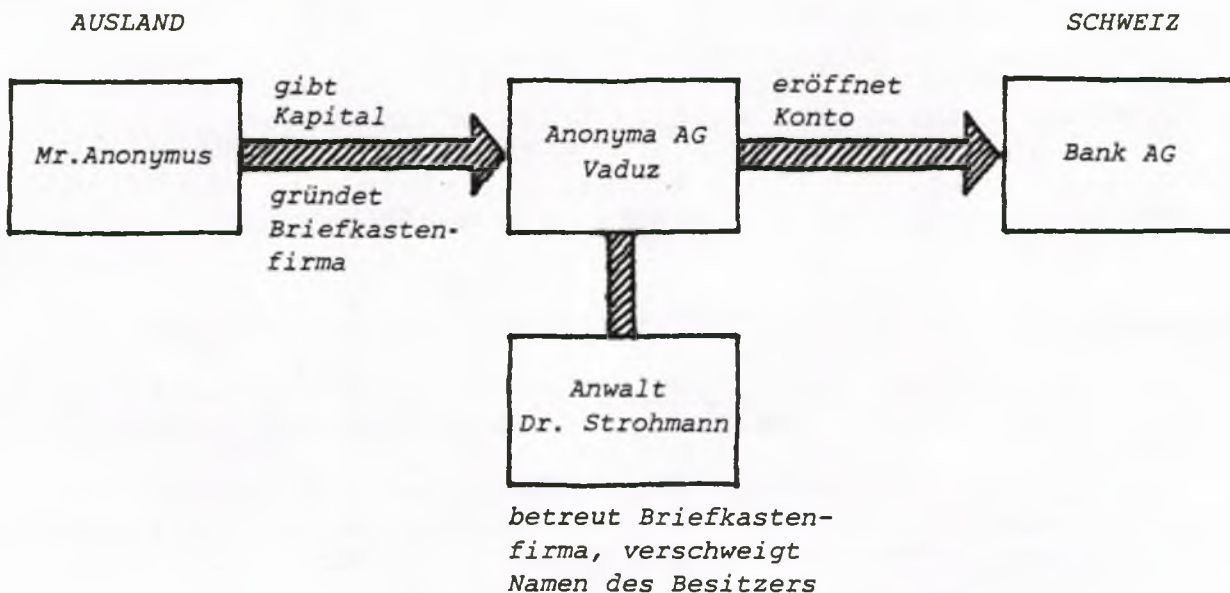 AUSLAND
SCHWEIZ
Mr.Anonymus
gibt
Kapital
gründet
Briefkasten-
firma
Anonyma AG
Vaduz
eröffnet
Konto
Bank AG
Anwalt
Dr. Strohmann
betreut Briefkasten-
firma, verschweigt
Namen des Besitzers